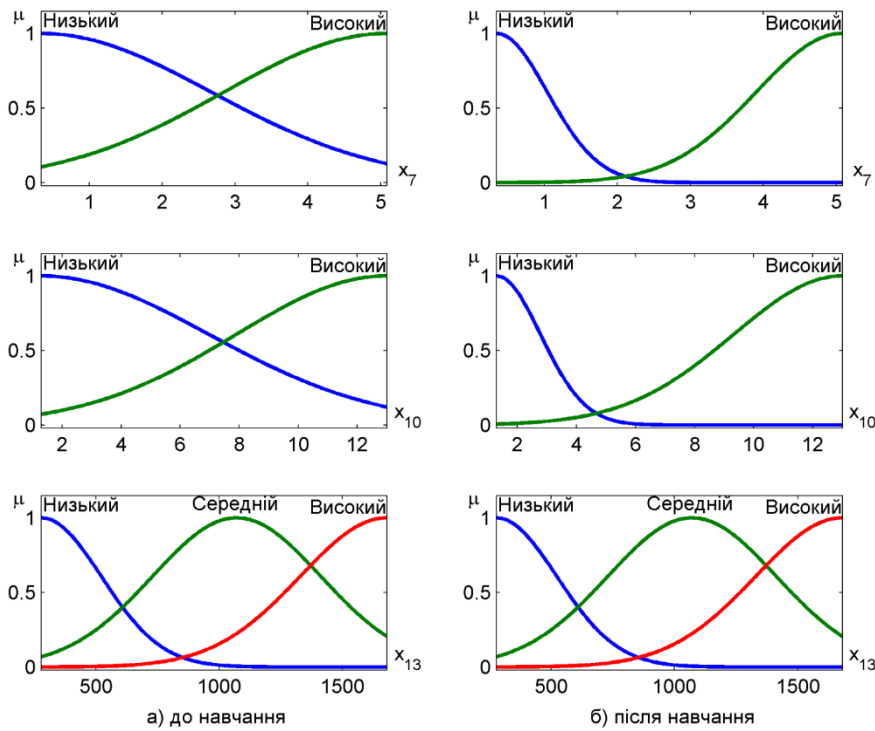 μ Низький Високий
1
0.5
0
1 2 3 4 5 x7
μ Низький Високий
1
0.5
0
1 2 3 4 5 x7
μ Низький Високий
1
0.5
0
2 4 6 8 10 12 x10
μ Низький Високий
1
0.5
0
2 4 6 8 10 12 x10
μ Низький Середній Високий
1
0.5
0
500 1000 1500 x13
а) до навчання
μ Низький Середній Високий
1
0.5
0
500 1000 1500 x13
б) після навчання